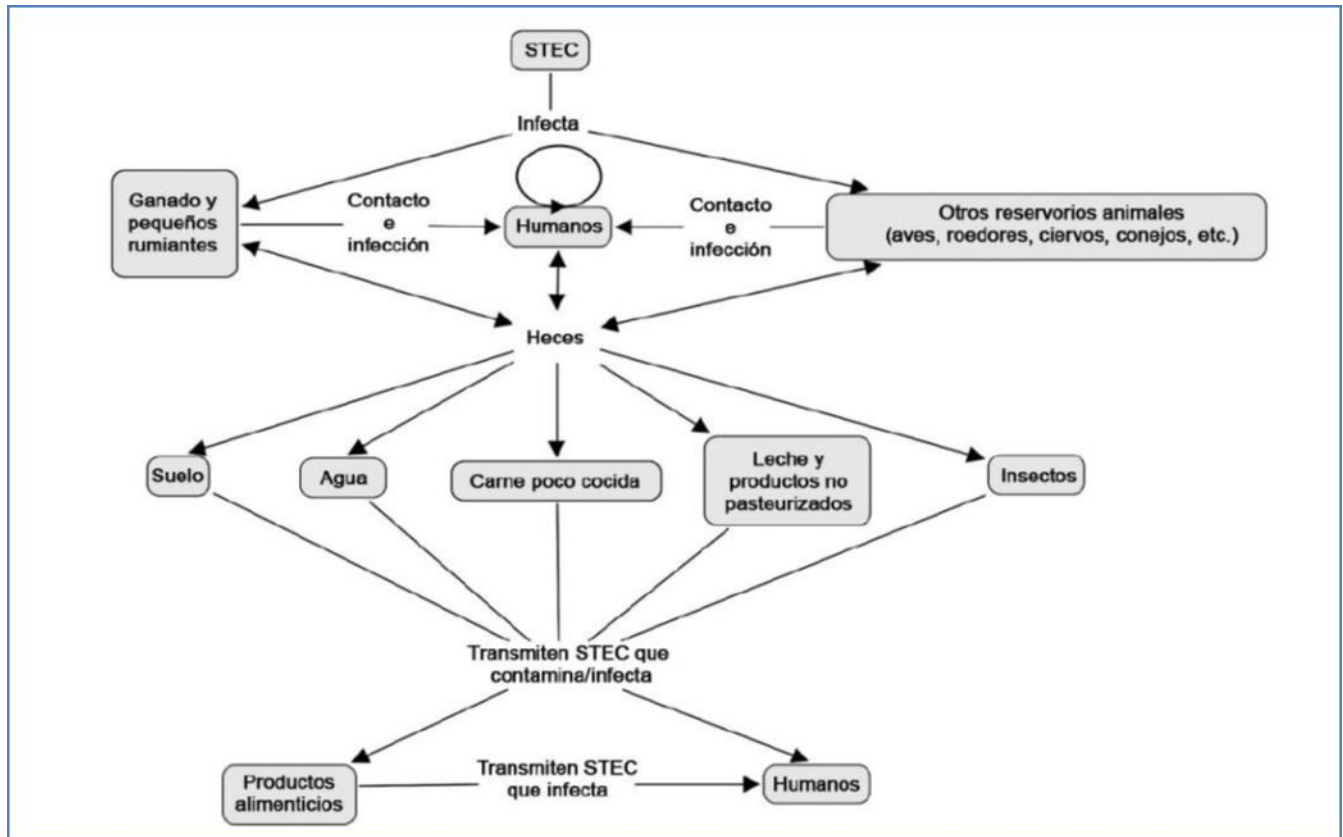 STEC
Infecta
Ganado y
pequeños
rumiantes
Contacto
e
infección
Humanos
Contacto
e
infección
Otros reservorios animales
(aves, roedores, ciervos, conejos, etc.)
Heces
Suelo
Agua
Carne poco cocida
Leche y
productos no
pasteurizados
Insectos
Transmiten STEC que
contamina/infecta
Productos
alimenticios
Transmiten STEC
que infecta
Humanos